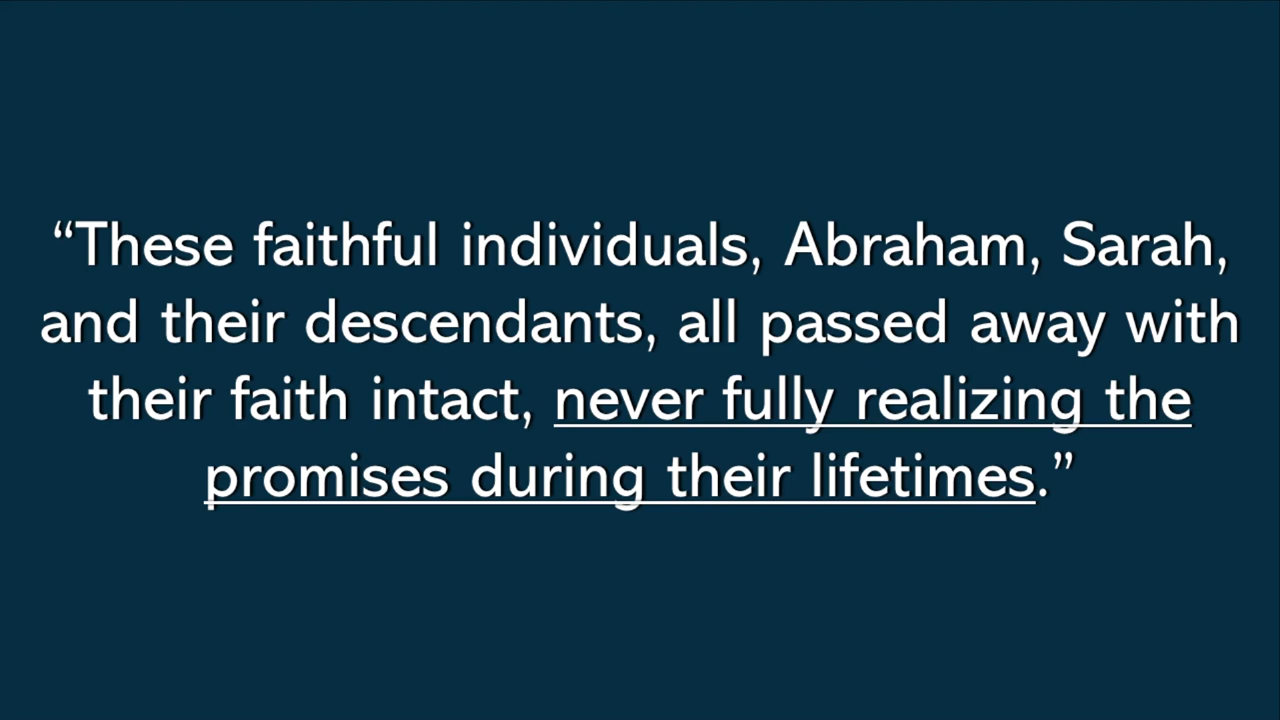 “These faithful individuals, Abraham, Sarah,
and their descendants, all passed away with
their faith intact, never fully realizing the
promises during their lifetimes.”